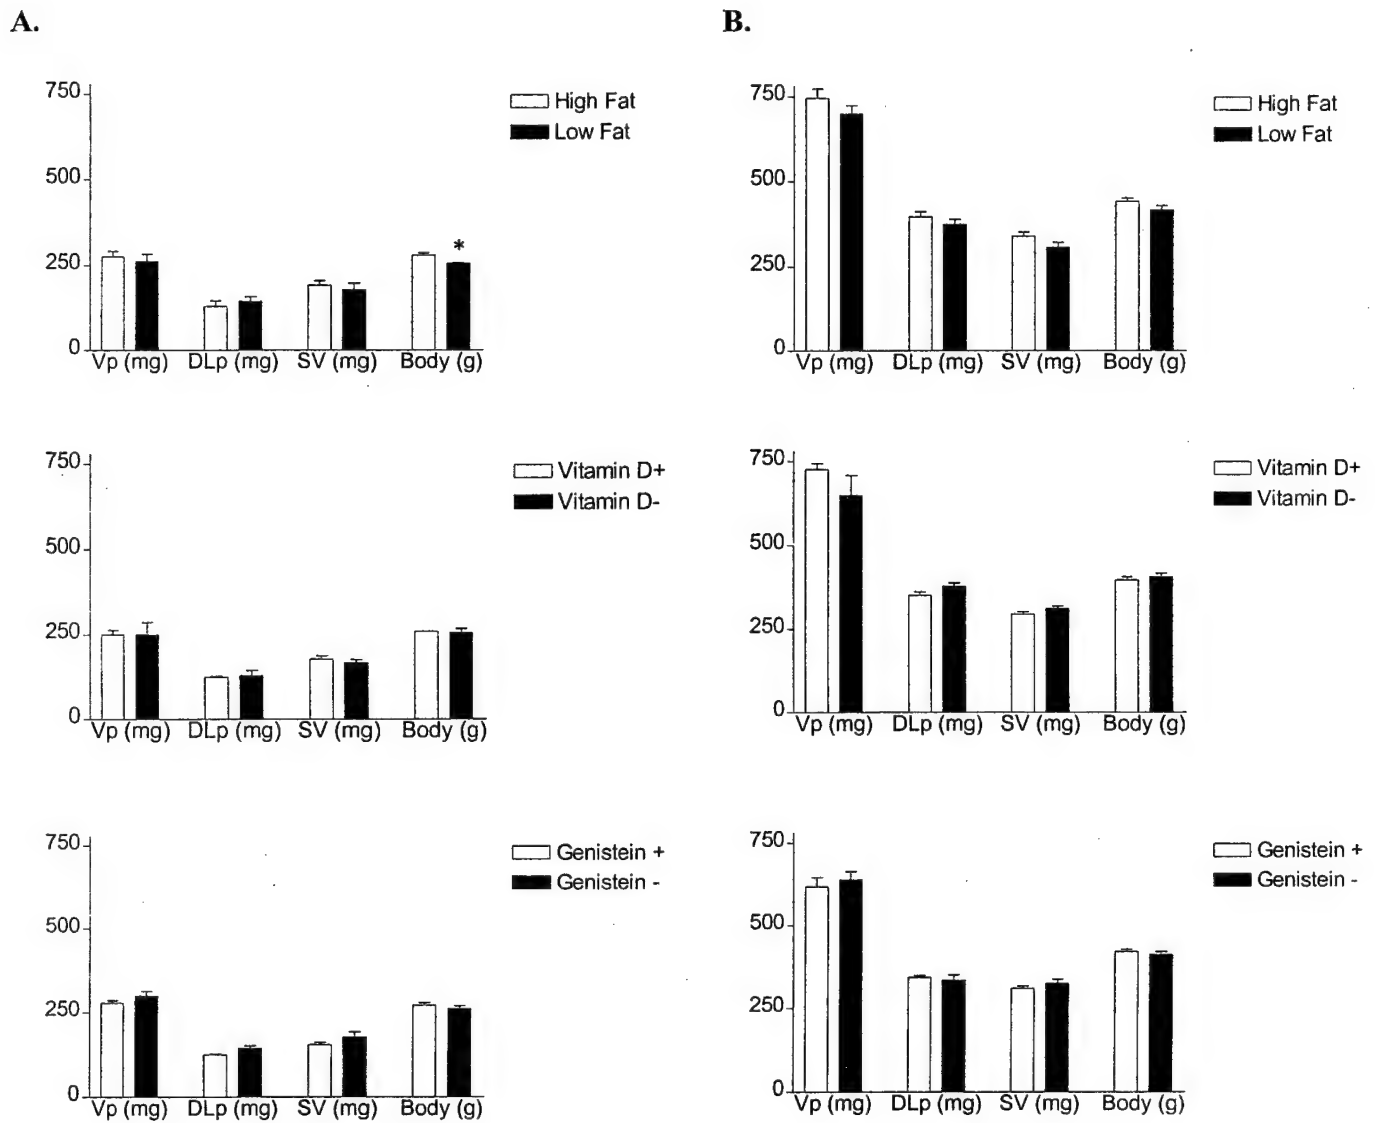 A.
750
500
250
0
Vp (mg) DLp (mg) SV (mg) Body (g)
*
High Fat
Low Fat
750
500
250
0
Vp (mg) DLp (mg) SV (mg) Body (g)
Vitamin D+
Vitamin D-
750
500
250
0
Vp (mg) DLp (mg) SV (mg) Body (g)
Genistein +
Genistein -
B.
750
500
250
0
Vp (mg) DLp (mg) SV (mg) Body (g)
High Fat
Low Fat
750
500
250
0
Vp (mg) DLp (mg) SV (mg) Body (g)
Vitamin D+
Vitamin D-
750
500
250
0
Vp (mg) DLp (mg) SV (mg) Body (g)
Genistein +
Genistein -